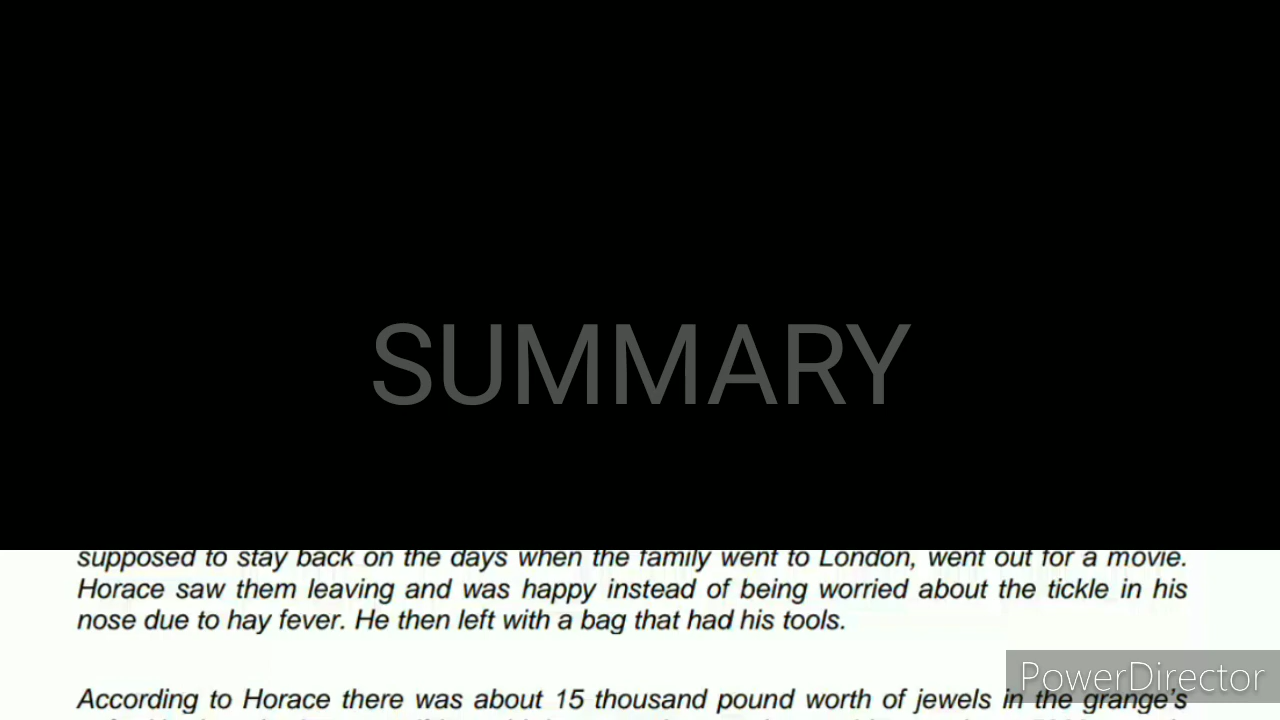 SUMMARY
supposed to stay back on the days when the family went to London, went out for a movie.
Horace saw them leaving and was happy instead of being worried about the tickle in his
nose due to hay fever. He then left with a bag that had his tools.
According to Horace there was about 15 thousand pound worth of jewels in the grange's
PowerDirector